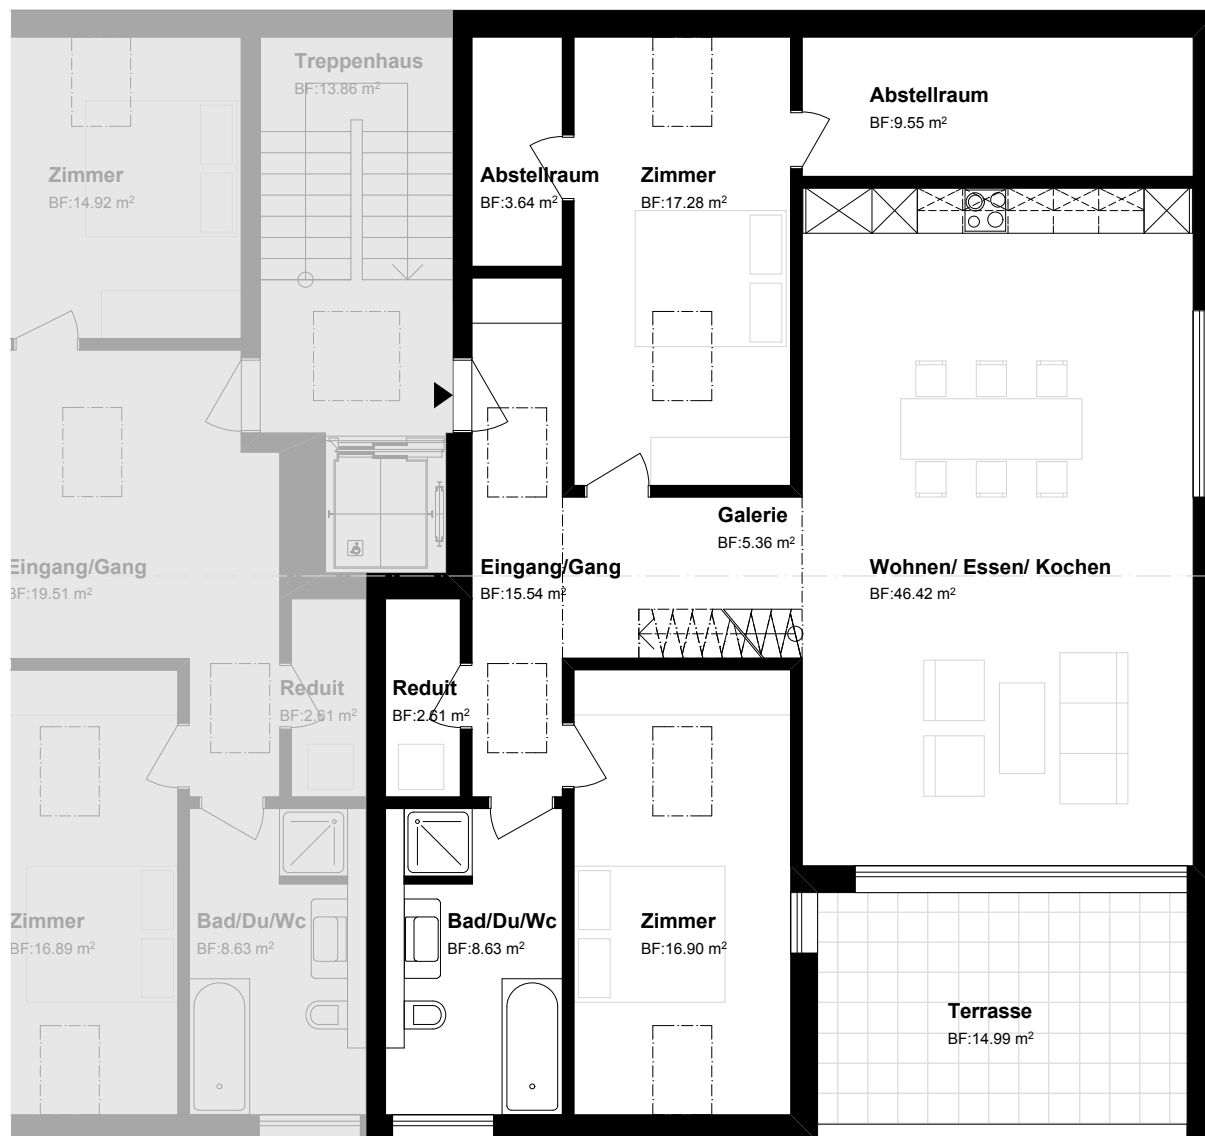 Treppenhaus
BF:13.86 m²
Zimmer
BF:14.92 m²
Eingang/Gang
BF:19.51 m²
Reduit
BF:2.61 m²
Zimmer
BF:16.89 m²
Bad/Du/Wc
BF:8.63 m²
Abstellraum
BF:3.64 m²
Zimmer
BF:17.28 m²
Abstellraum
BF:9.55 m²
Galerie
BF:5.36 m²
Eingang/Gang
BF:15.54 m²
Wohnen/ Essen/ Kochen
BF:46.42 m²
Reduit
BF:2.61 m²
Bad/Du/Wc
BF:8.63 m²
Zimmer
BF:16.90 m²
Terrasse
BF:14.99 m²